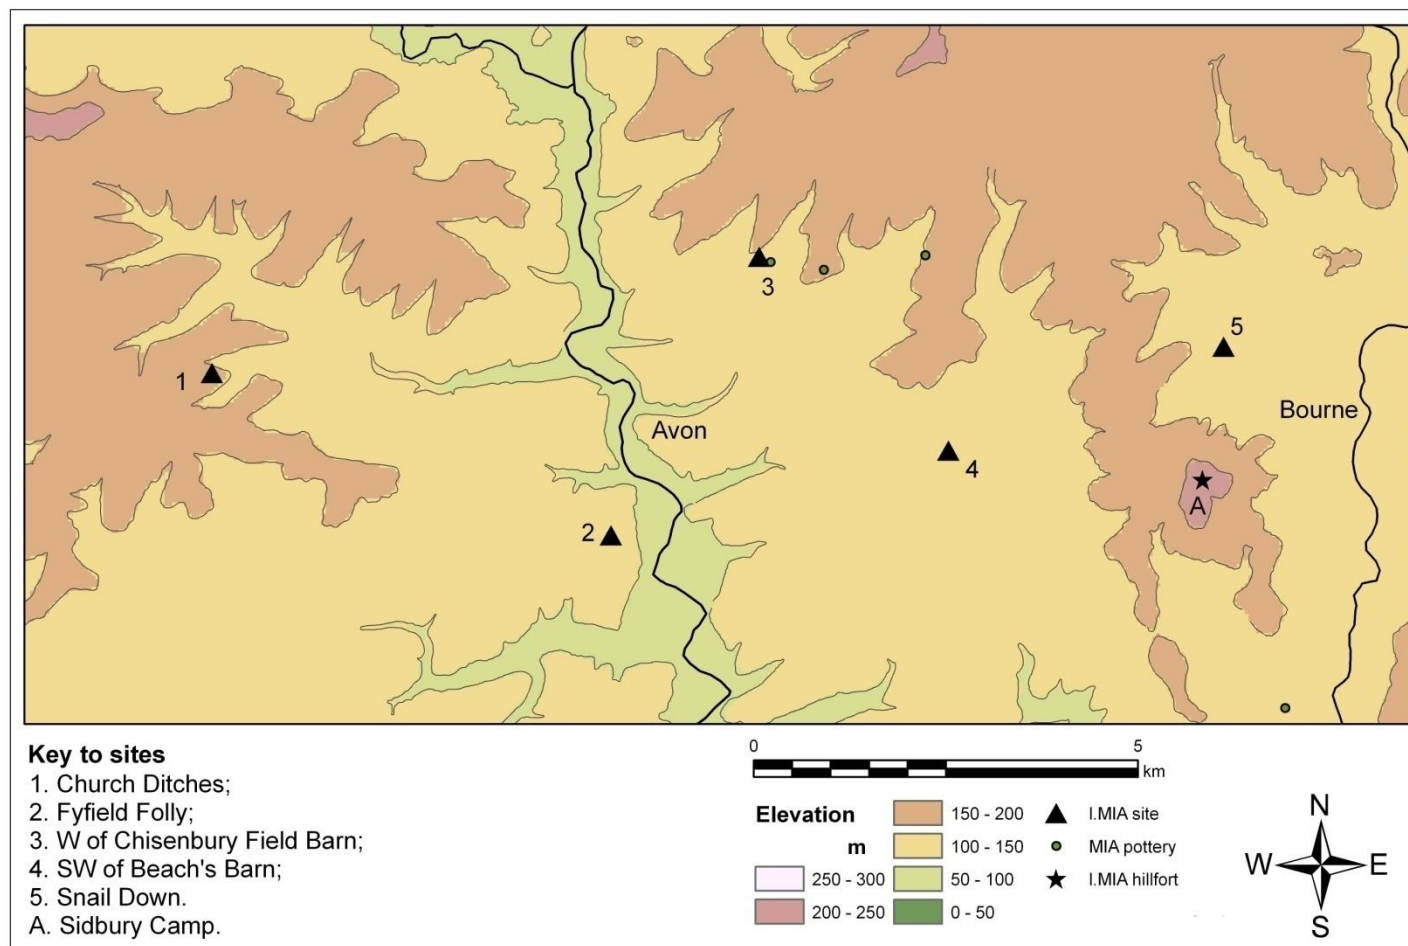 3
1
5
Avon
Bourne
4
A
2
Key to sites
1. Church Ditches;
2. Fyfield Folly;
3. W of Chisenbury Field Barn;
4. SW of Beach's Barn;
5. Snail Down.
A. Sidbury Camp.
0 5
km
Elevation
m
250 - 300
200 - 250
150 - 200
100 - 150
50 - 100
0 - 50
l.MIA site
MIA pottery
l.MIA hillfort
N
W E
S